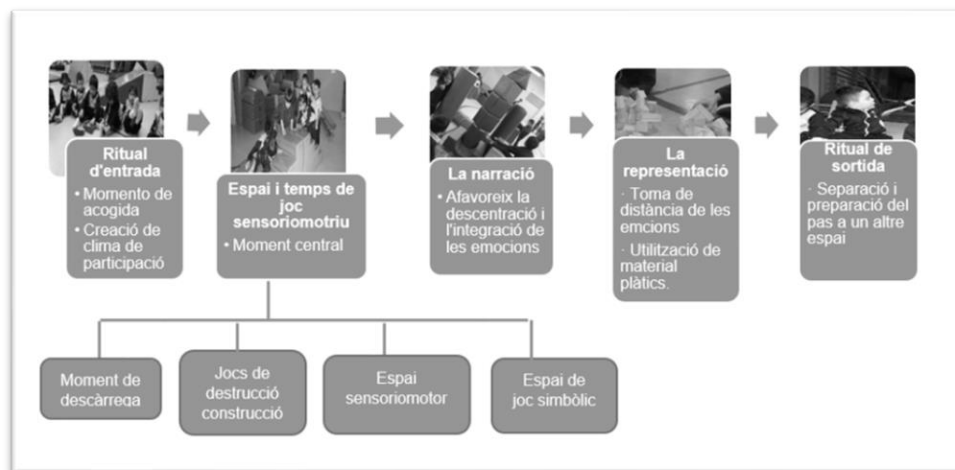 Ritual
d'entrada
• Momento de
acogida
• Creació de
clima de
participació
Espai i temps de
joc
sensoriomotriu
• Moment central
La narració
• Afavoreix la
descentració i
l'integració de
les emocions
La
representació
· Toma de
distància de les
emcions
· Utilització de
material
plàtics.
Ritual de
sortida
· Separació i
preparació del
pas a un altre
espai
Moment de
descàrrega
Jocs de
destrucció
construcció
Espai
sensoriomotor
Espai de
joc simbòlic